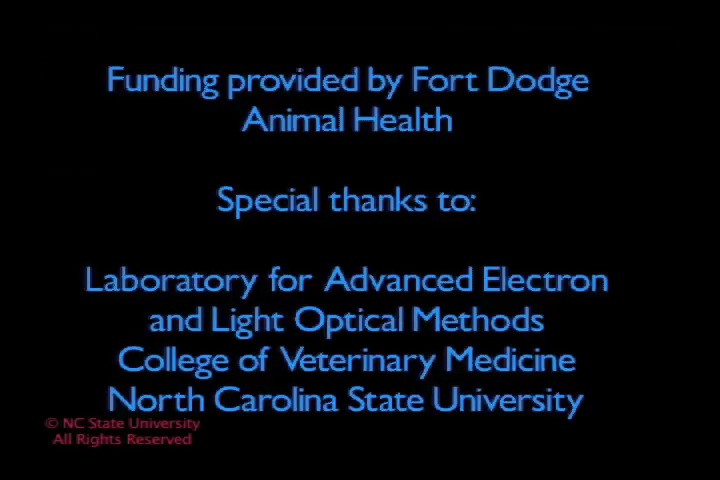 Funding provided by Fort Dodge
Animal Health
Special thanks to:
Laboratory for Advanced Electron
and Light Optical Methods
College of Veterinary Medicine
North Carolina State University
© NC State University
All Rights Reserved